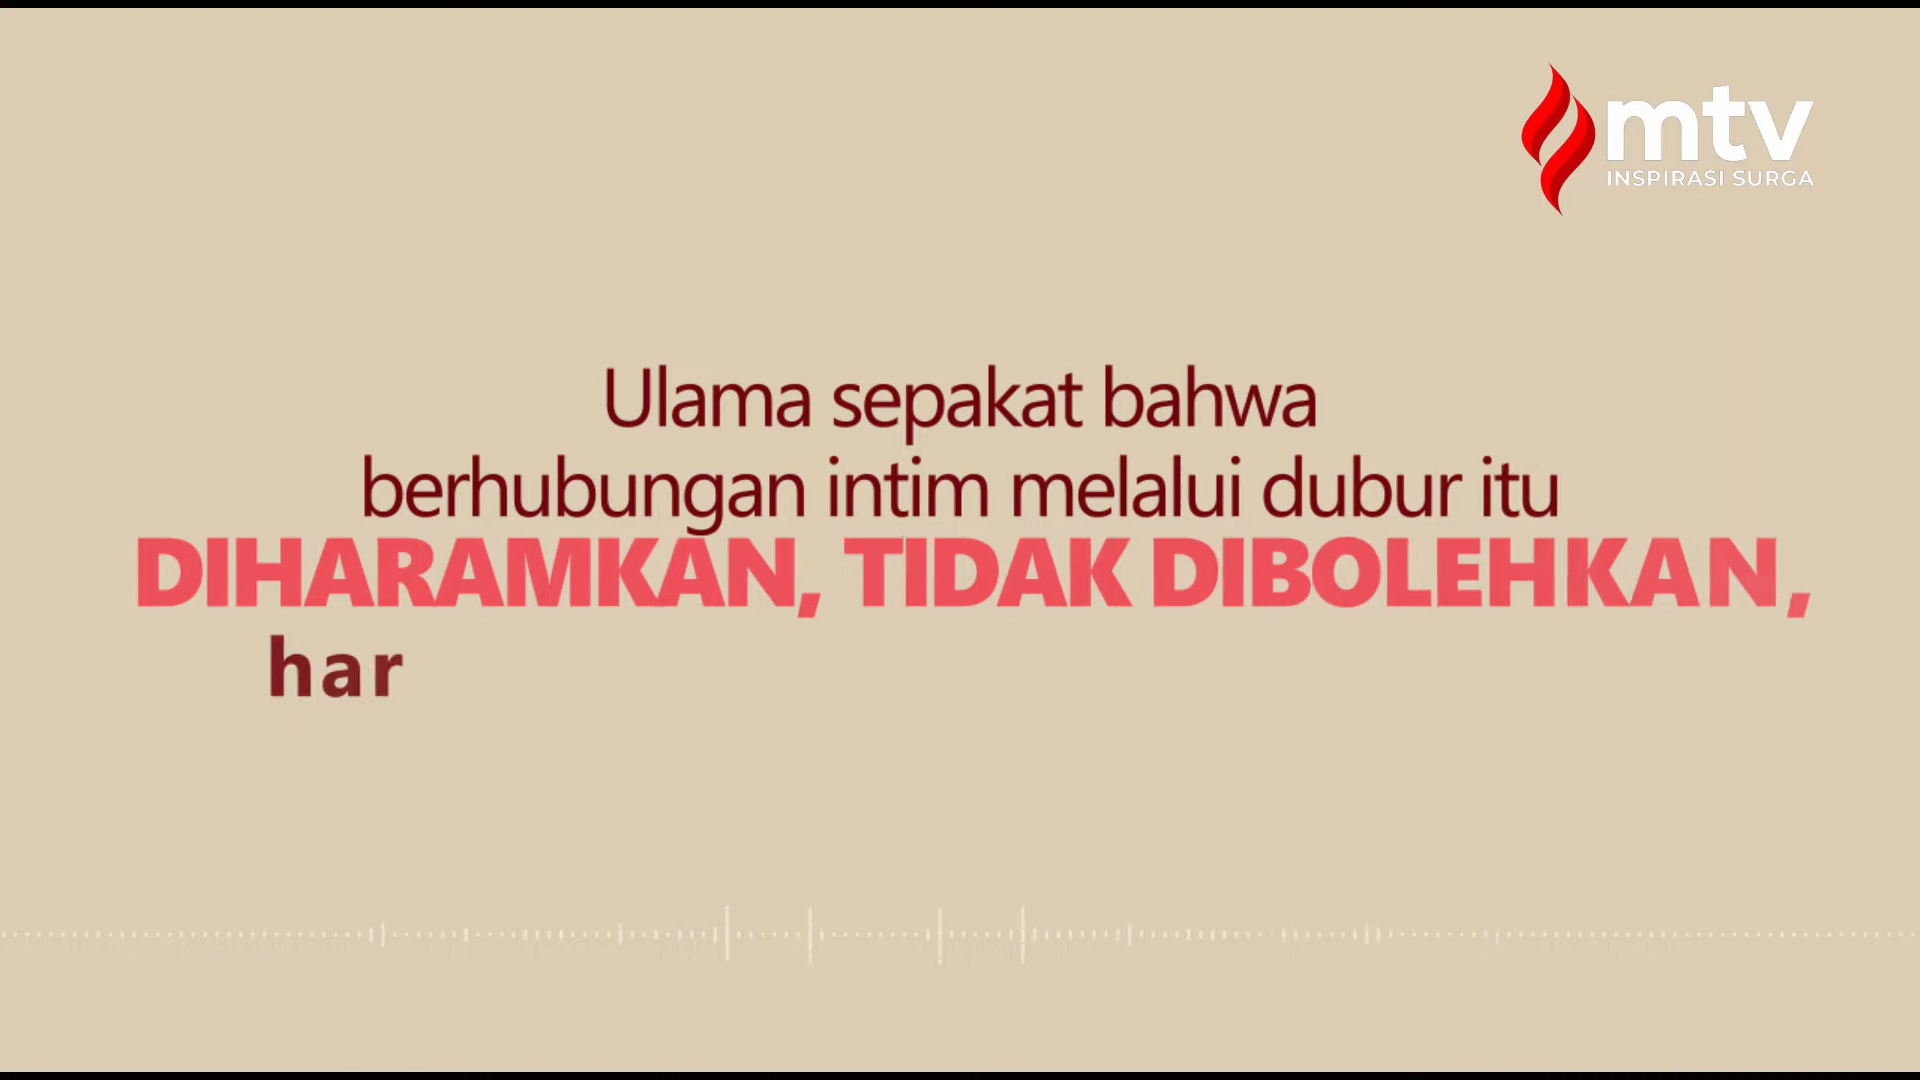 mtv
INSPIRASI SURGA
Ulama sepakat bahwa
berhubungan intim melalui dubur itu
DIHARAMKAN, TIDAK DIBOLEHKAN,
har